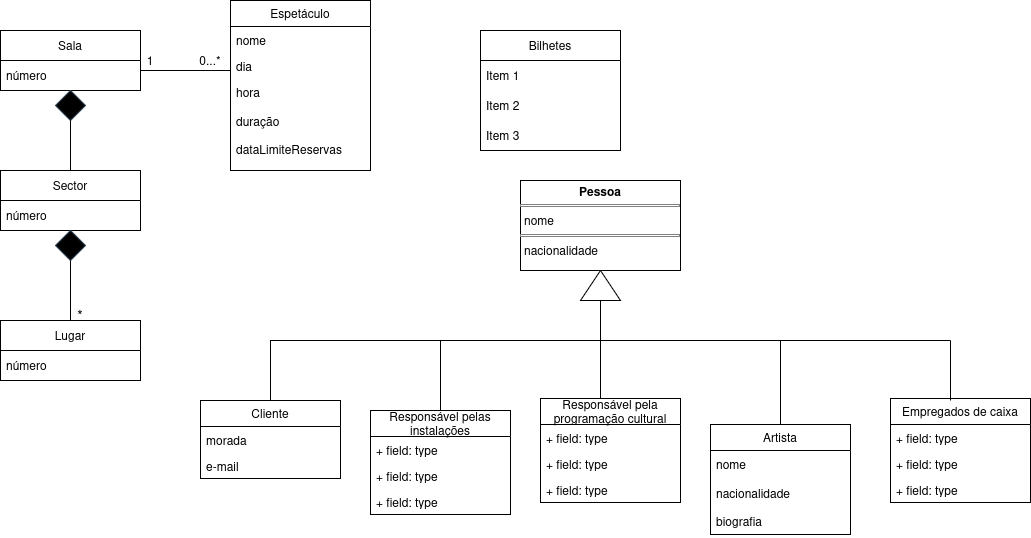 Espetáculo
nome
dia
hora
duração
dataLimiteReservas
Sala
número
1
0...*
Bilhetes
Item 1
Item 2
Item 3
Sector
número
Pessoa
nome
nacionalidade
*
Lugar
número
Cliente
morada
e-mail
Responsável pelas
instalações
+ field: type
+ field: type
+ field: type
Responsável pela
programação cultural
+ field: type
+ field: type
+ field: type
Artista
nome
nacionalidade
biografia
Empregados de caixa
+ field: type
+ field: type
+ field: type